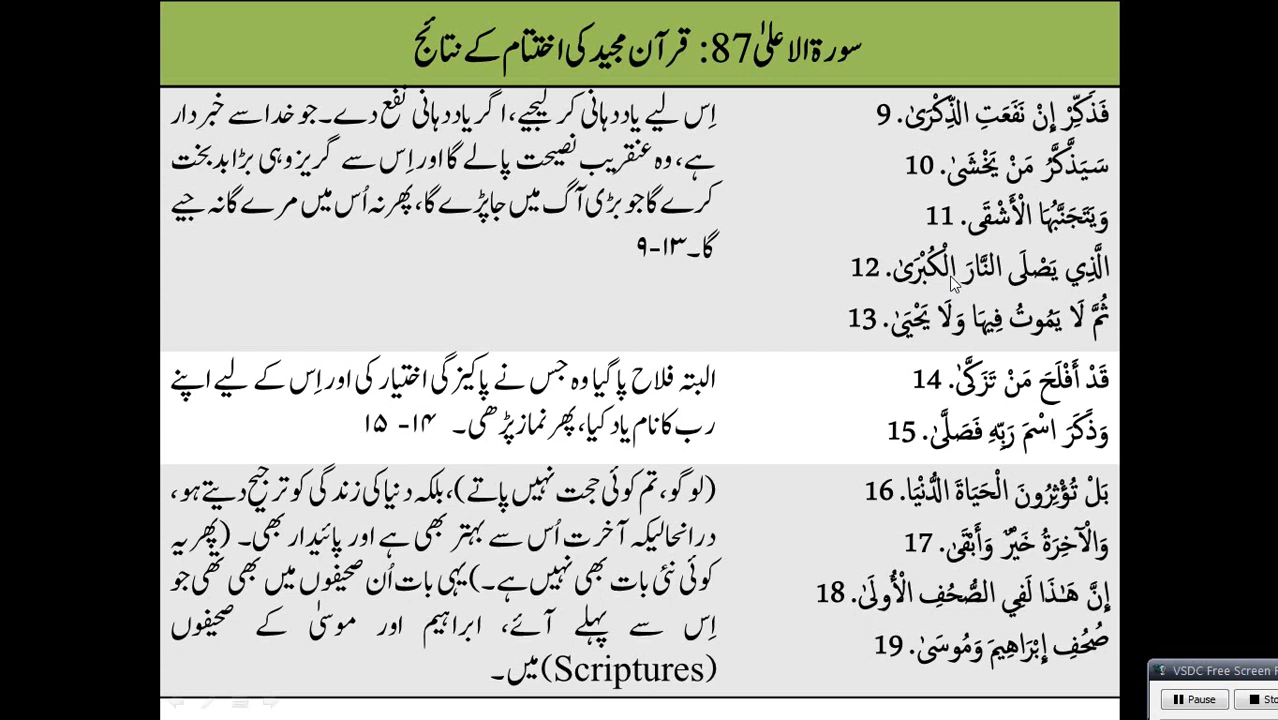 سورۃ الاعلیٰ 87: قرآن مجید کی اختتام کے نتائج
فَذَكِّرْ إِنْ نَفَعَتِ الذِّكْرَىٰ. 9
سَيَذَّكَّرُ مَنْ يَخْشَىٰ. 10
وَيَتَجَنَّبُهَا الْأَشْقَى. 11
الَّذِي يَصْلَى النَّارَ الْكُبْرَىٰ. 12
ثُمَّ لَا يَمُوتُ فِيهَا وَلَا يَحْيَىٰ. 13
اِس لیے یاددہانی کر لیجیے، اگر یاددہانی نفع دے۔ جو خدا سے خبردار
ہے، وہ عنقریب نصیحت پالے گا اور اِس سے گریز وہی بڑا بد بخت
کرے گا جو بڑی آگ میں جا پڑے گا، پھر نہ اُس میں مرے گا نہ جیے
گا۔ ۱۳-۹
قَدْ أَفْلَحَ مَنْ تَزَكَّىٰ. 14
وَذَكَرَ اسْمَ رَبِّهِ فَصَلَّىٰ. 15
البتہ فلاح پا گیا وہ جس نے پاکیزگی اختیار کی اور اِس کے لیے اپنے
رب کا نام یاد کیا، پھر نماز پڑھی۔ ۱۴- ۱۵
بَلْ تُؤْثِرُونَ الْحَيَاةَ الدُّنْيَا. 16
وَالْآخِرَةُ خَيْرٌ وَأَبْقَىٰ. 17
إِنَّ هَٰذَا لَفِي الصُّحُفِ الْأُولَىٰ. 18
صُحُفِ إِبْرَاهِيمَ وَمُوسَىٰ. 19
(لوگو، تم کوئی حجت نہیں پاتے)، بلکہ دنیا کی زندگی کو ترجیح دیتے ہو،
درانحالیکہ آخرت اُس سے بہتر بھی ہے اور پائیدار بھی۔ (پھر یہ
کوئی نئی بات بھی نہیں ہے۔) یہی بات اُن صحیفوں میں بھی تھی جو
اِس سے پہلے آئے، ابراہیم اور موسیٰ کے صحیفوں
(Scriptures) میں۔
VSDC Free Screen
Pause